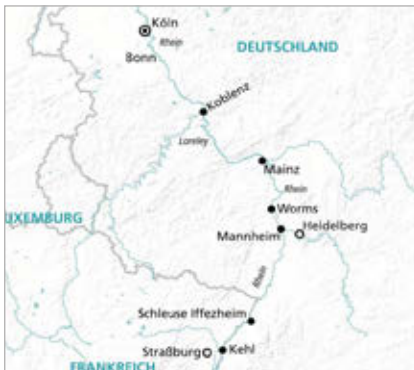 Köln
Rhein
DEUTSCHLAND
Bonn
Koblenz
Loreley
Mainz
Rhein
Worms
UXEMBURG
Mannheim
Heidelberg
Rhein
Schleuse Iffezheim
Straßburg
Kehl
FRANKREICH